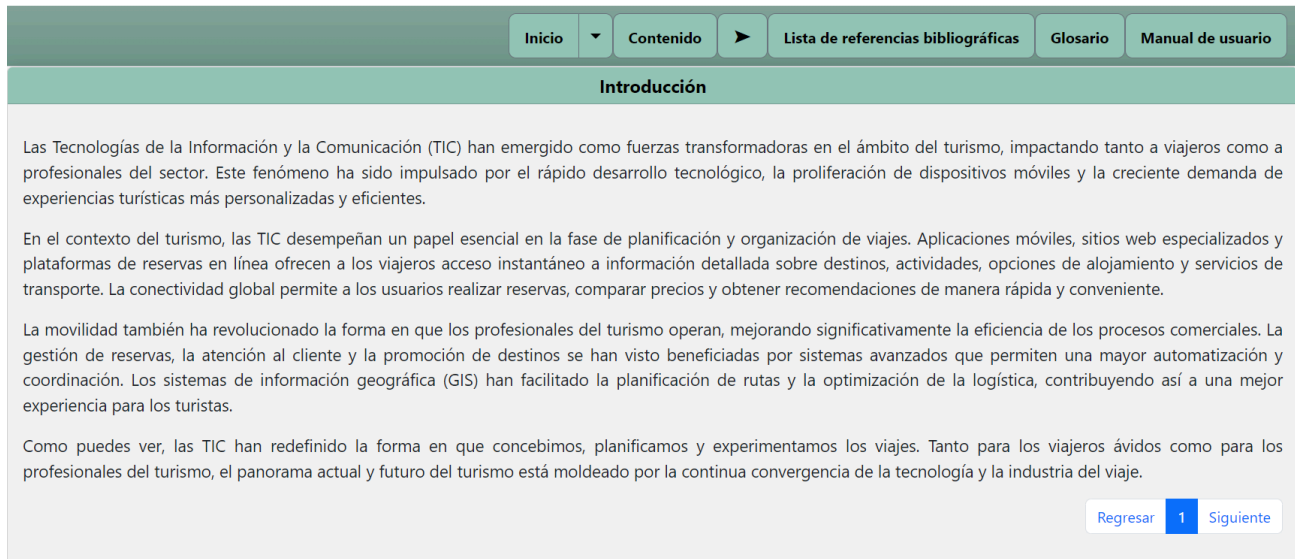 Inicio
Contenido
Lista de referencias bibliográficas
Glosario
Manual de usuario
Introducción
Las Tecnologías de la Información y la Comunicación (TIC) han emergido como fuerzas transformadoras en el ámbito del turismo, impactando tanto a viajeros como a
profesionales del sector. Este fenómeno ha sido impulsado por el rápido desarrollo tecnológico, la proliferación de dispositivos móviles y la creciente demanda de
experiencias turísticas más personalizadas y eficientes.
En el contexto del turismo, las TIC desempeñan un papel esencial en la fase de planificación y organización de viajes. Aplicaciones móviles, sitios web especializados y
plataformas de reservas en línea ofrecen a los viajeros acceso instantáneo a información detallada sobre destinos, actividades, opciones de alojamiento y servicios de
transporte. La conectividad global permite a los usuarios realizar reservas, comparar precios y obtener recomendaciones de manera rápida y conveniente.
La movilidad también ha revolucionado la forma en que los profesionales del turismo operan, mejorando significativamente la eficiencia de los procesos comerciales. La
gestión de reservas, la atención al cliente y la promoción de destinos se han visto beneficiadas por sistemas avanzados que permiten una mayor automatización y
coordinación. Los sistemas de información geográfica (GIS) han facilitado la planificación de rutas y la optimización de la logística, contribuyendo así a una mejor
experiencia para los turistas.
Como puedes ver, las TIC han redefinido la forma en que concebimos, planificamos y experimentamos los viajes. Tanto para los viajeros ávidos como para los
profesionales del turismo, el panorama actual y futuro del turismo está moldeado por la continua convergencia de la tecnología y la industria del viaje.
Regresar 1 Siguiente